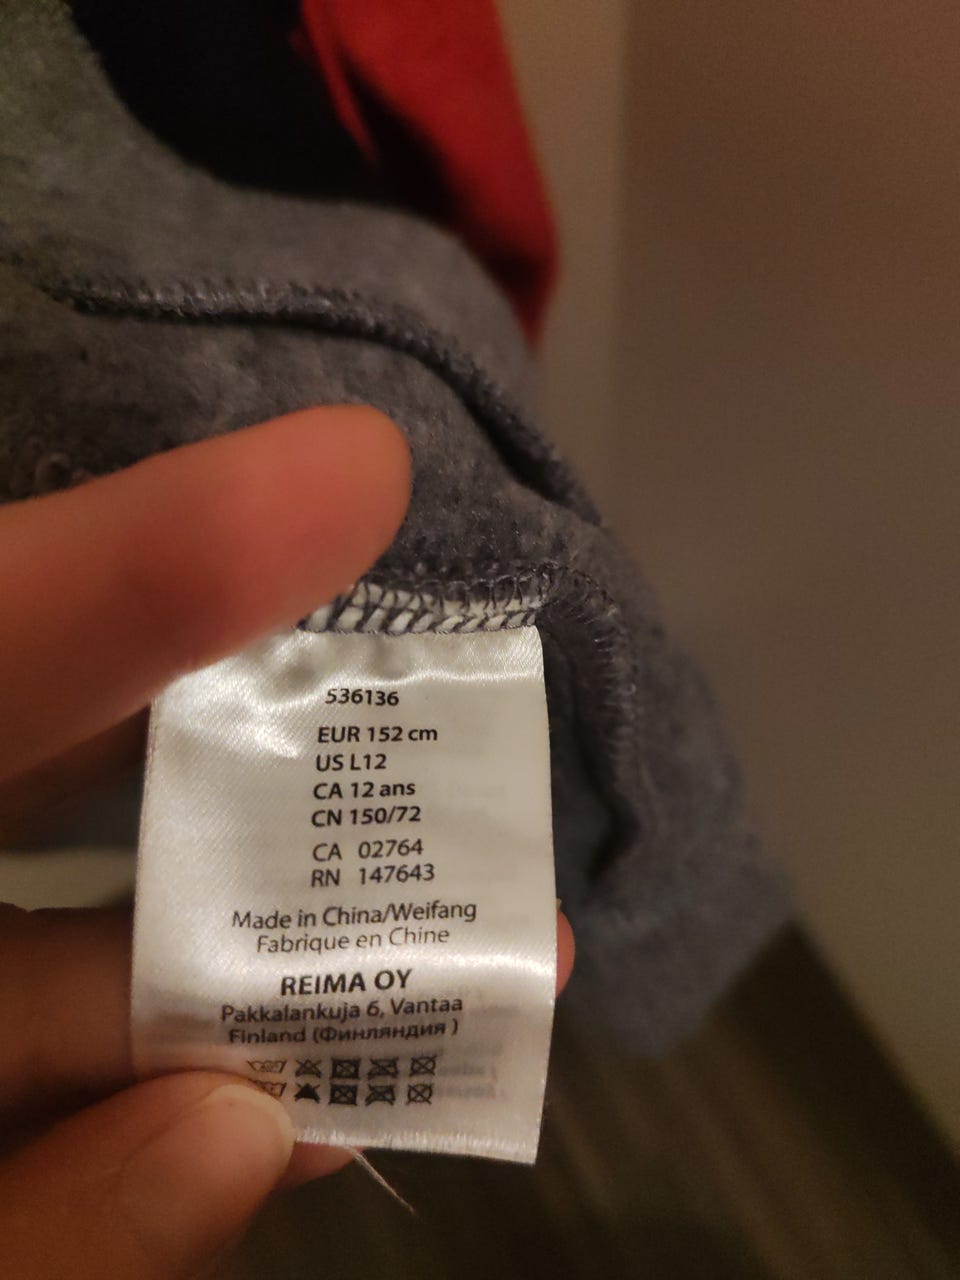 536136
EUR 152 cm
US L12
CA 12 ans
CN 150/72
CA 02764
RN 147643
Made in China/Weifang
Fabrique en Chine
REIMA OY
Pakkalankuja 6, Vantaa
Finland (Финляндия )